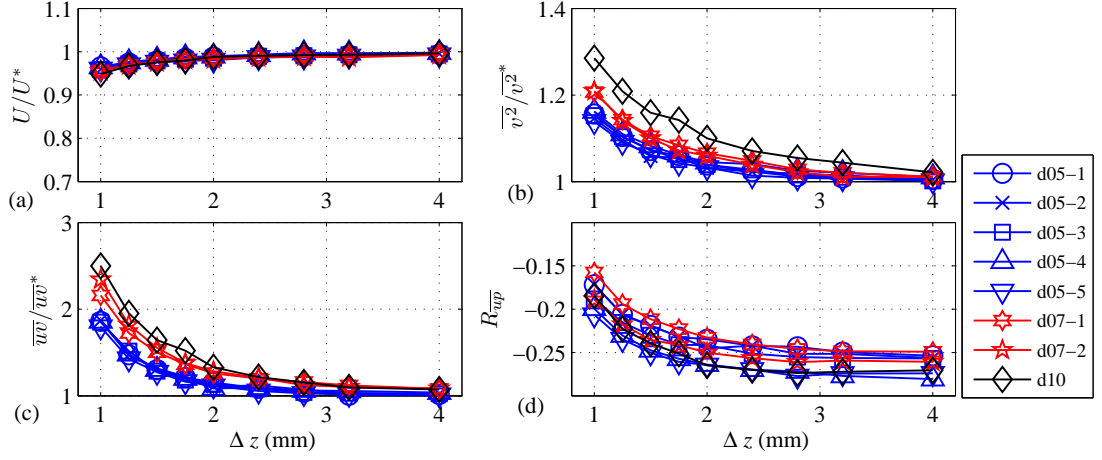 1.1
1
0.9
0.8
0.7
U/U*
(a)
1 2 3 4
1.4
1.2
1
v²/v²*
(b)
1 2 3 4
3
2
1
uv/uv*
(c)
1 2 3 4
Δ z (mm)
−0.15
−0.2
−0.25
R_up
(d)
1 2 3 4
Δ z (mm)
d05−1
d05−2
d05−3
d05−4
d05−5
d07−1
d07−2
d10